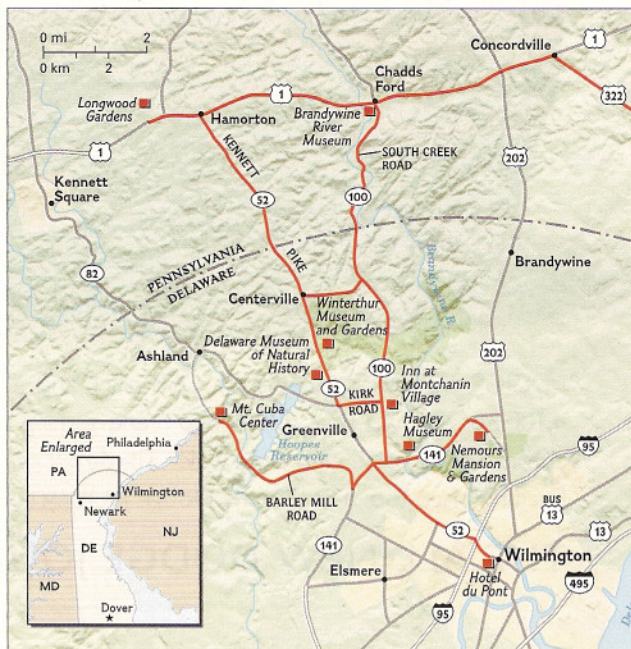 0 mi 2
0 km 2
Concordville
1
322
Chadds
Ford
1
Longwood
Gardens
Hamorton
Brandywine
River
Museum
SOUTH CREEK
ROAD
202
1
KENNETT
Kennett
Square
52
100
82
PENNSYLVANIA
DELAWARE
PIKE
Brandywine R.
Brandywine
Centerville
Winterthur
Museum
and Gardens
202
Ashland
Delaware Museum
of Natural
History
100
52
KIRK
ROAD
Inn at
Montchanin
Village
Mt. Cuba
Center
Greenville
Hagley
Museum
Hoopes
Reservoir
141
Nemours
Mansion
& Gardens
95
BARLEY MILL
ROAD
BUS
13
13
52
141
Wilmington
Elsmere
Hotel
du Pont
495
95
Area
Enlarged
Philadelphia
PA
Wilmington
Newark
DE
NJ
MD
Dover